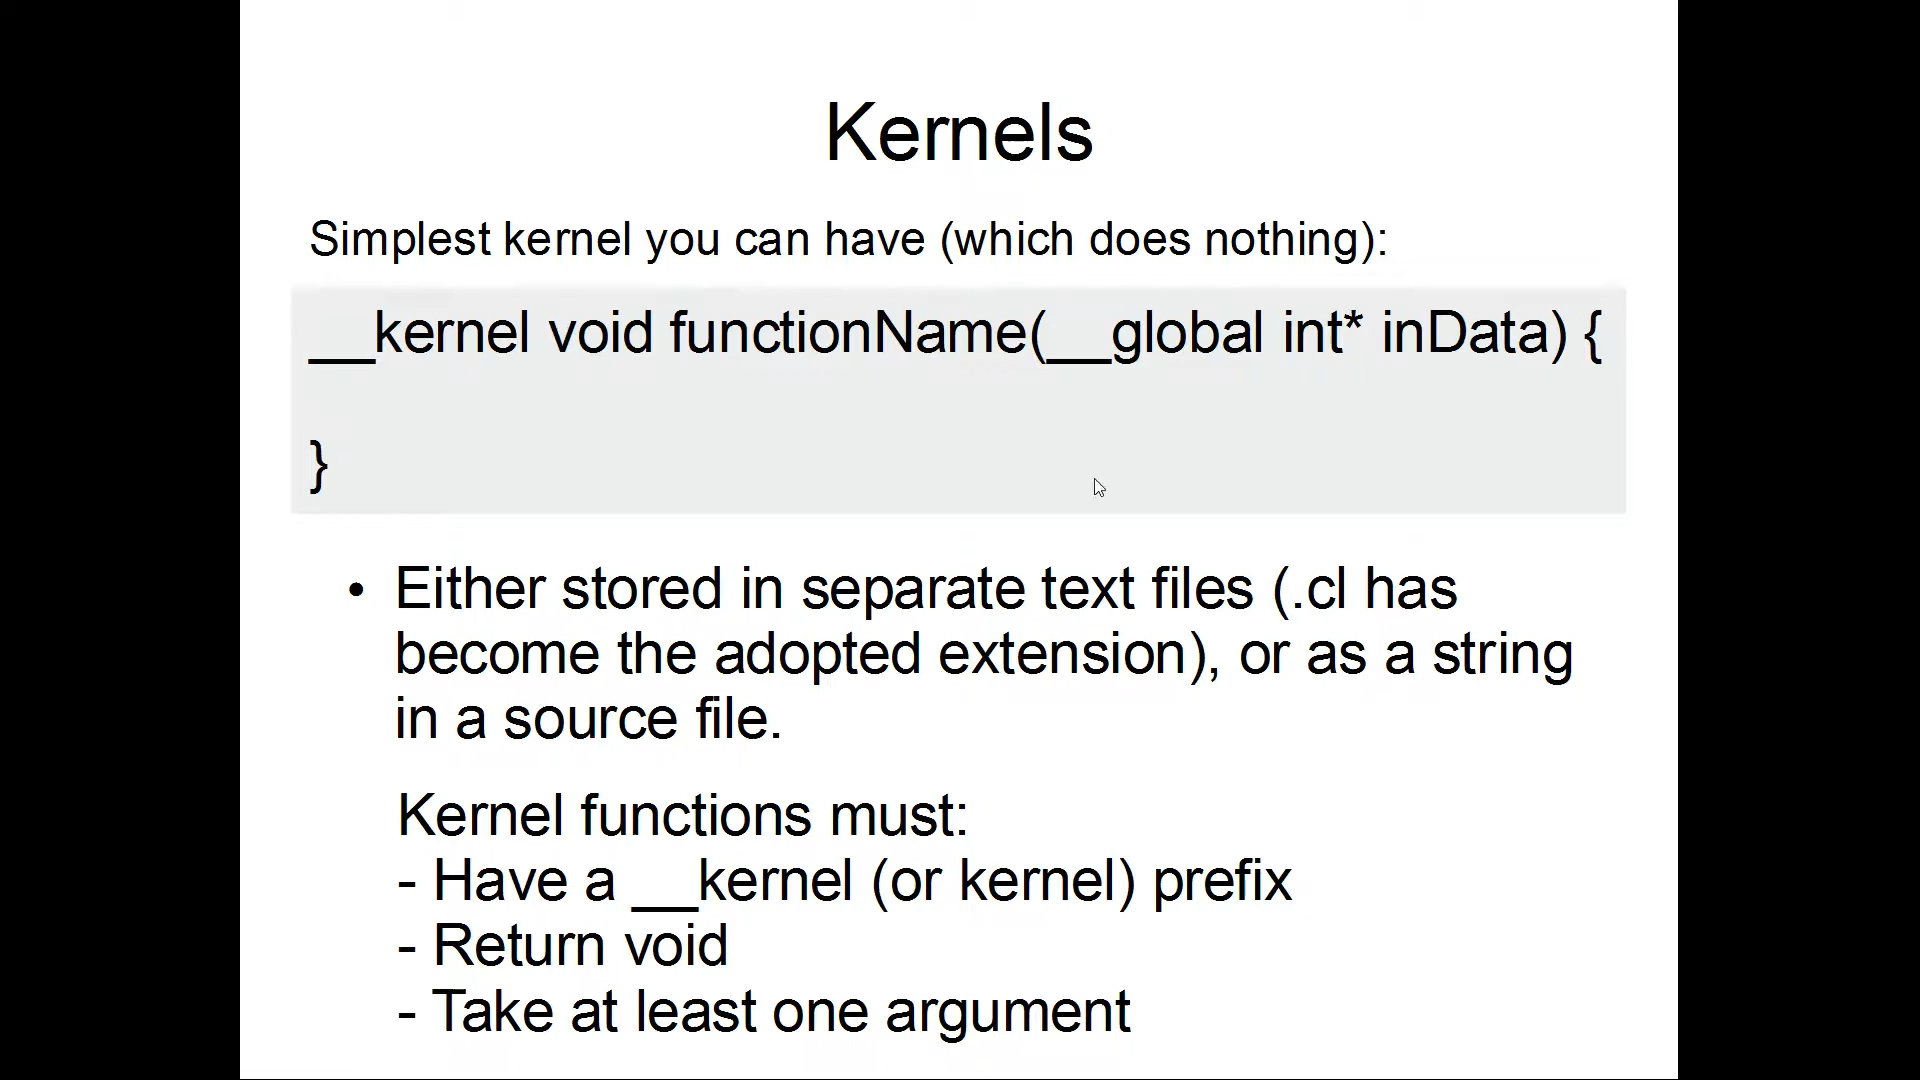 Kernels
Simplest kernel you can have (which does nothing):
__kernel void functionName(__global int* inData) {
}
• Either stored in separate text files (.cl has
become the adopted extension), or as a string
in a source file.
Kernel functions must:
- Have a __kernel (or kernel) prefix
- Return void
- Take at least one argument